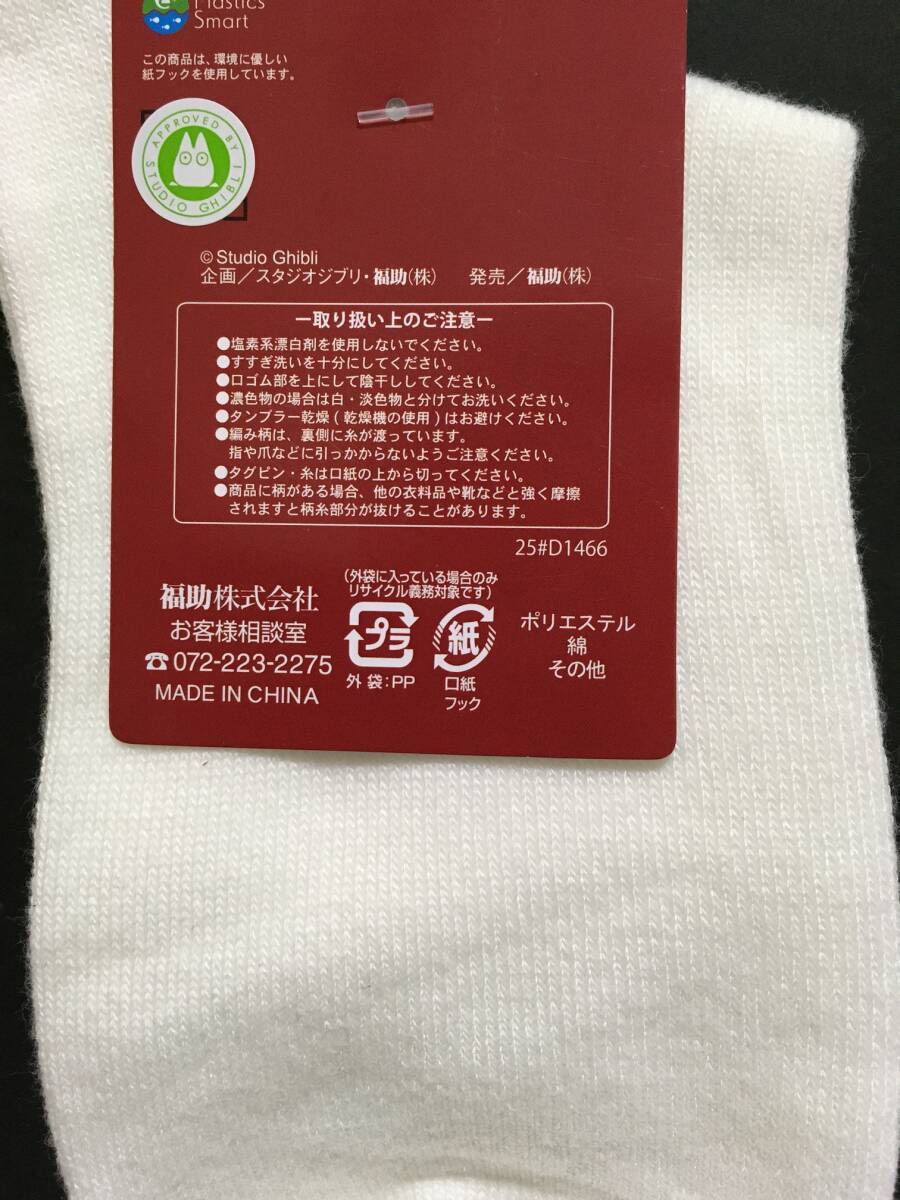 Plastics
Smart
この商品は、環境に優しい
紙フックを使用しています。
APPROVED BY
STUDIO GHIBLI
© Studio Ghibli
企画／スタジオジブリ・福助(株) 発売／福助(株)
ー取り扱い上のご注意ー
●塩素系漂白剤を使用しないでください。
●すすぎ洗いを十分にしてください。
●口ゴム部を上にして陰干ししてください。
●濃色物の場合は白・淡色物と分けてお洗いください。
●タンブラー乾燥(乾燥機の使用)はお避けください。
●編み柄は、裏側に糸が渡っています。
指や爪などに引っかからないようご注意ください。
●タグピン・糸は口紙の上から切ってください。
●商品に柄がある場合、他の衣料品や靴などと強く摩擦
されますと柄糸部分が抜けることがあります。
25#D1466
(外袋に入っている場合のみ
リサイクル義務対象です)
福助株式会社
お客様相談室
☎072-223-2275
MADE IN CHINA
プラ
外袋:PP
紙
口紙
フック
ポリエステル
綿
その他